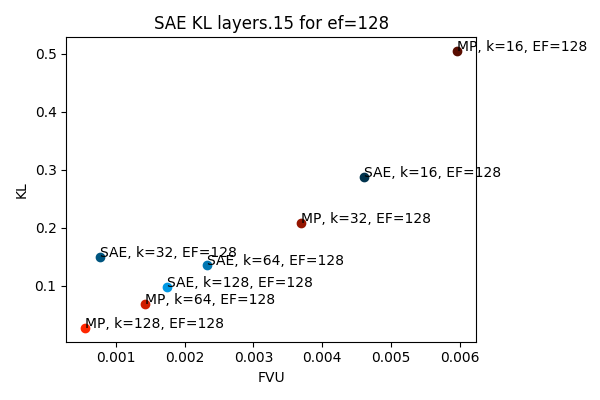 SAE KL layers.15 for ef=128
0.5
0.4
0.3
0.2
0.1
KL
MP, k=16, EF=128
SAE, k=16, EF=128
MP, k=32, EF=128
SAE, k=32, EF=128
SAE, k=64, EF=128
SAE, k=128, EF=128
MP, k=64, EF=128
MP, k=128, EF=128
0.001 0.002 0.003 0.004 0.005 0.006
FVU